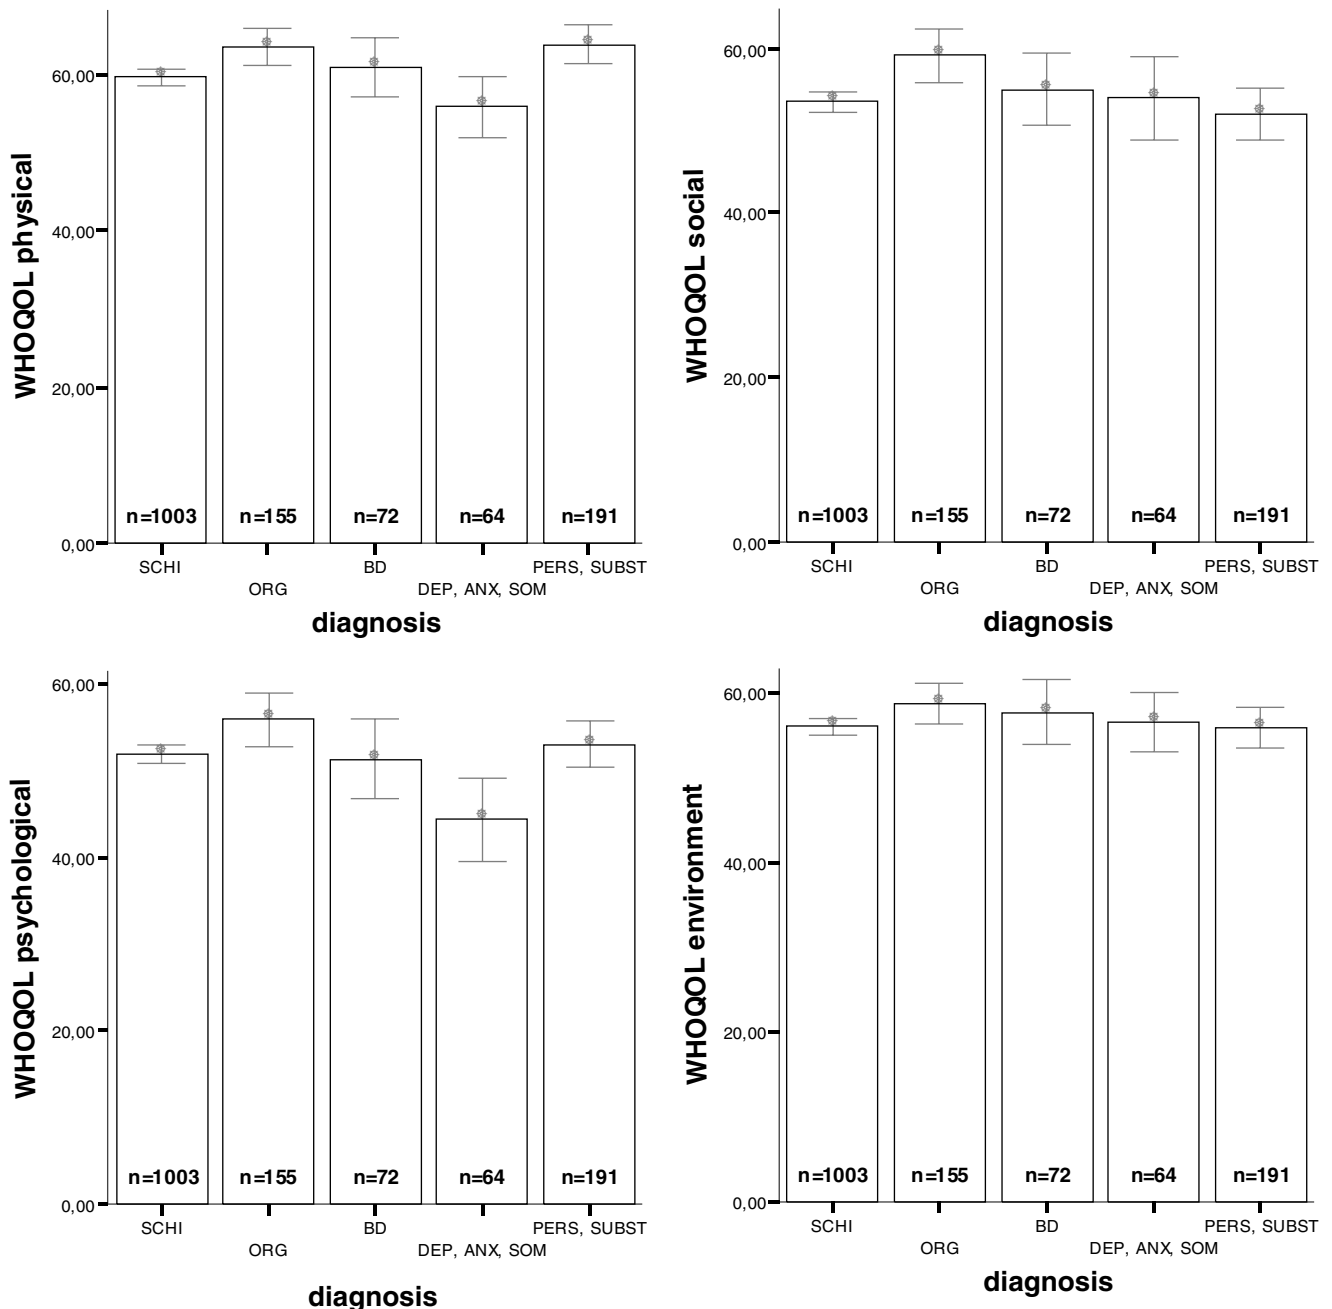 WHOQOL physical
60,00
40,00
20,00
0,00
n=1003 n=155 n=72 n=64 n=191
SCHI BD PERS, SUBST
ORG DEP, ANX, SOM
diagnosis
WHOQOL social
60,00
40,00
20,00
0,00
n=1003 n=155 n=72 n=64 n=191
SCHI BD PERS, SUBST
ORG DEP, ANX, SOM
diagnosis
WHOQOL psychological
60,00
40,00
20,00
0,00
n=1003 n=155 n=72 n=64 n=191
SCHI BD PERS, SUBST
ORG DEP, ANX, SOM
diagnosis
WHOQOL environment
60,00
40,00
20,00
0,00
n=1003 n=155 n=72 n=64 n=191
SCHI BD PERS, SUBST
ORG DEP, ANX, SOM
diagnosis